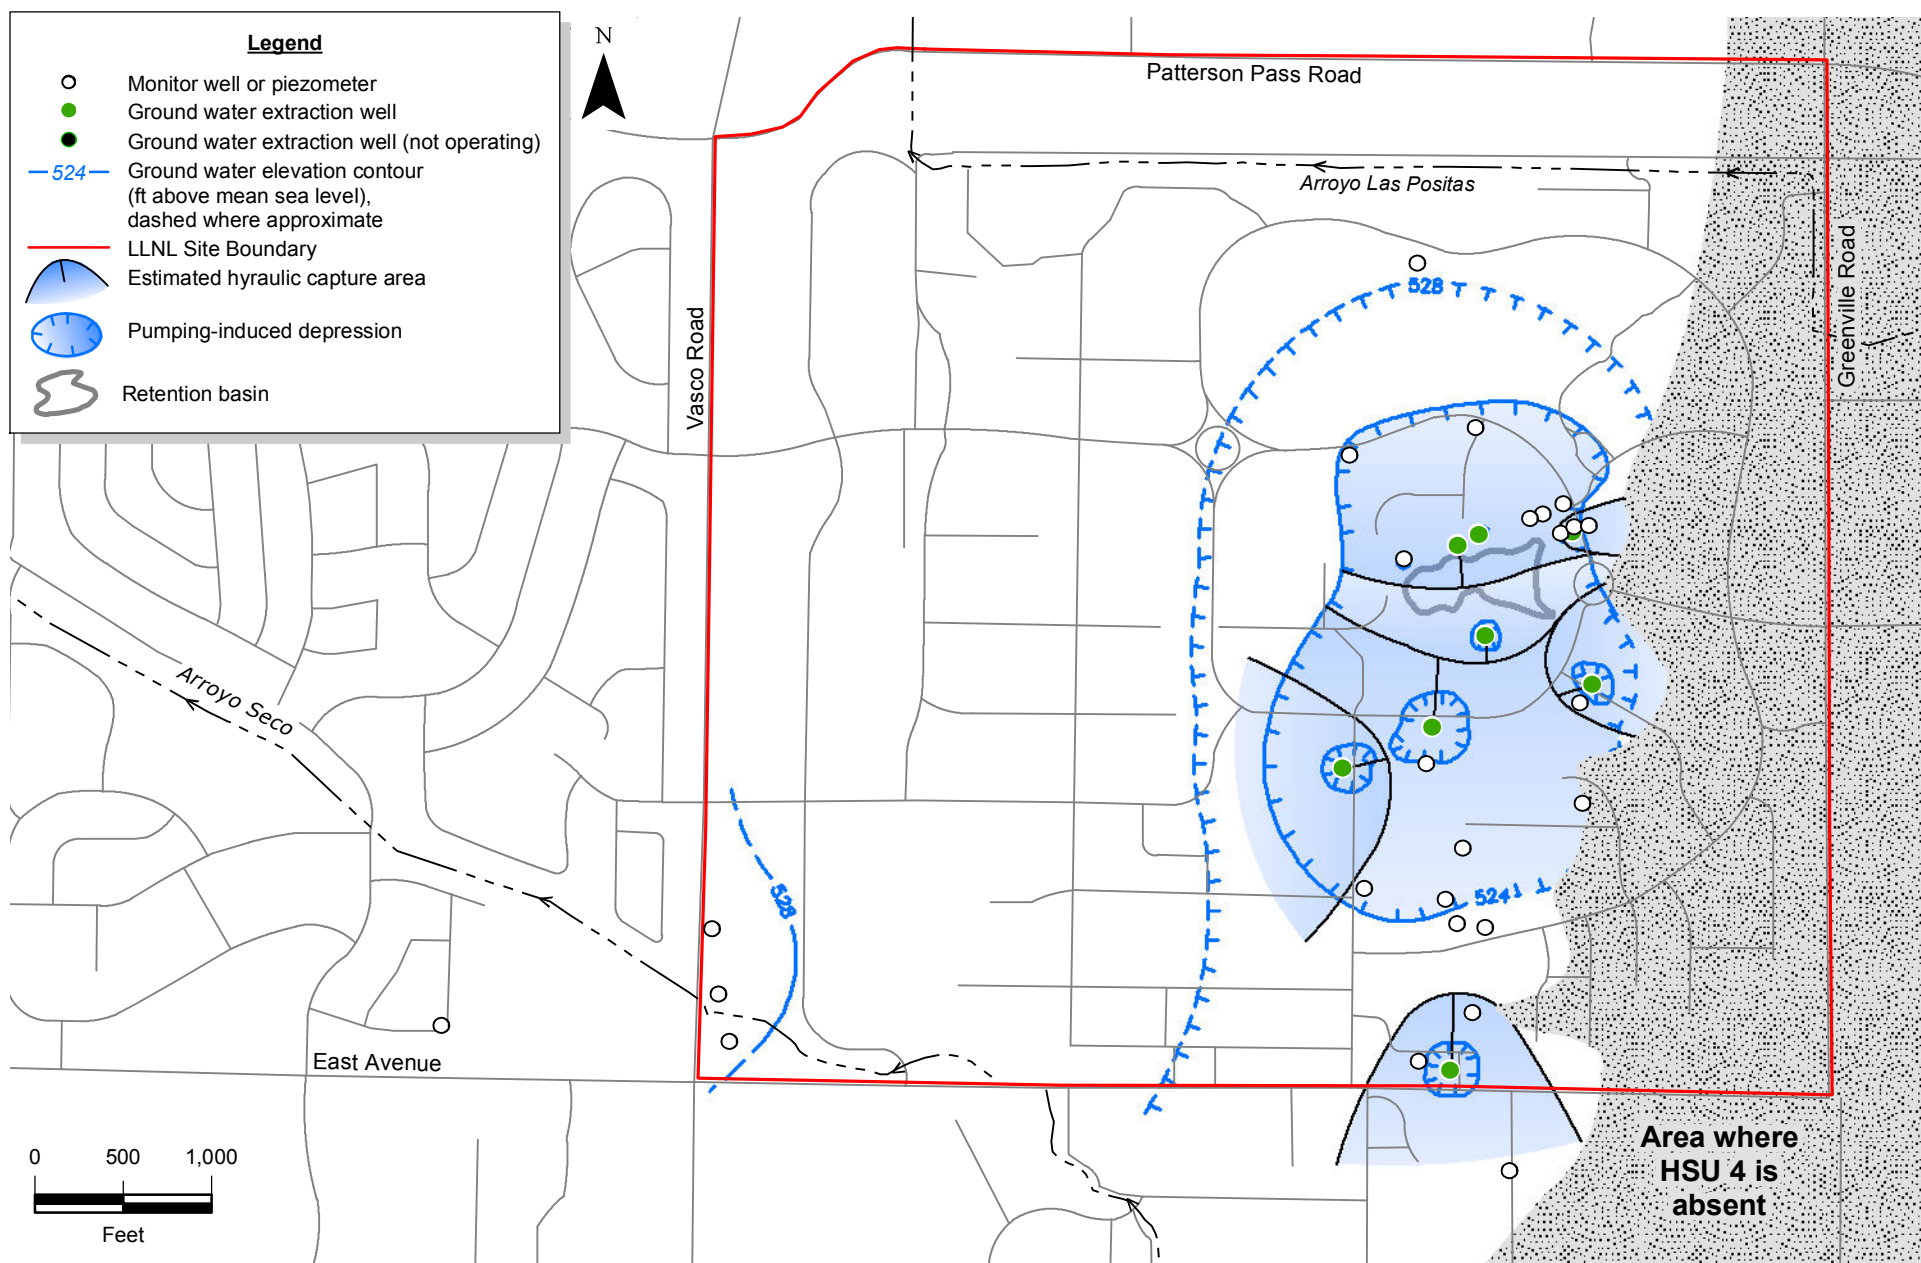 Legend
Monitor well or piezometer
Ground water extraction well
Ground water extraction well (not operating)
524
Ground water elevation contour
(ft above mean sea level),
dashed where approximate
LLNL Site Boundary
Estimated hyraulic capture area
Pumping-induced depression
Retention basin
N
Patterson Pass Road
Arroyo Las Positas
Greenville Road
528
Vasco Road
Arroyo Seco
528
524
East Avenue
0 500 1,000
Feet
Area where
HSU 4 is
absent